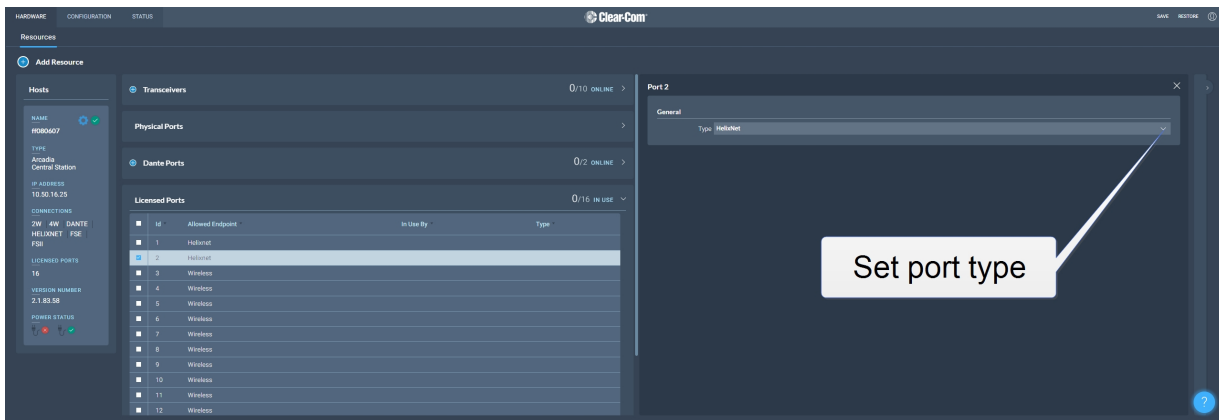 HARDWARE CONFIGURATION STATUS Clear-Com SAVE RESTORE
Resources
Add Resource
Hosts
NAME
ff080607
TYPE
Arcadia
Central Station
IP ADDRESS
10.50.16.25
CONNECTIONS
2W 4W DANTE
HELIXNET FSE
FSII
LICENSED PORTS
16
VERSION NUMBER
2.1.83.58
POWER STATUS
Transceivers 0/10 ONLINE
Physical Ports
Dante Ports 0/2 ONLINE
Licensed Ports 0/16 IN USE
Id Allowed Endpoint In Use By Type
1 Helixnet
2 Helixnet
3 Wireless
4 Wireless
5 Wireless
6 Wireless
7 Wireless
8 Wireless
9 Wireless
10 Wireless
11 Wireless
12 Wireless
Port 2
General
Type HelixNet
Set port type
?